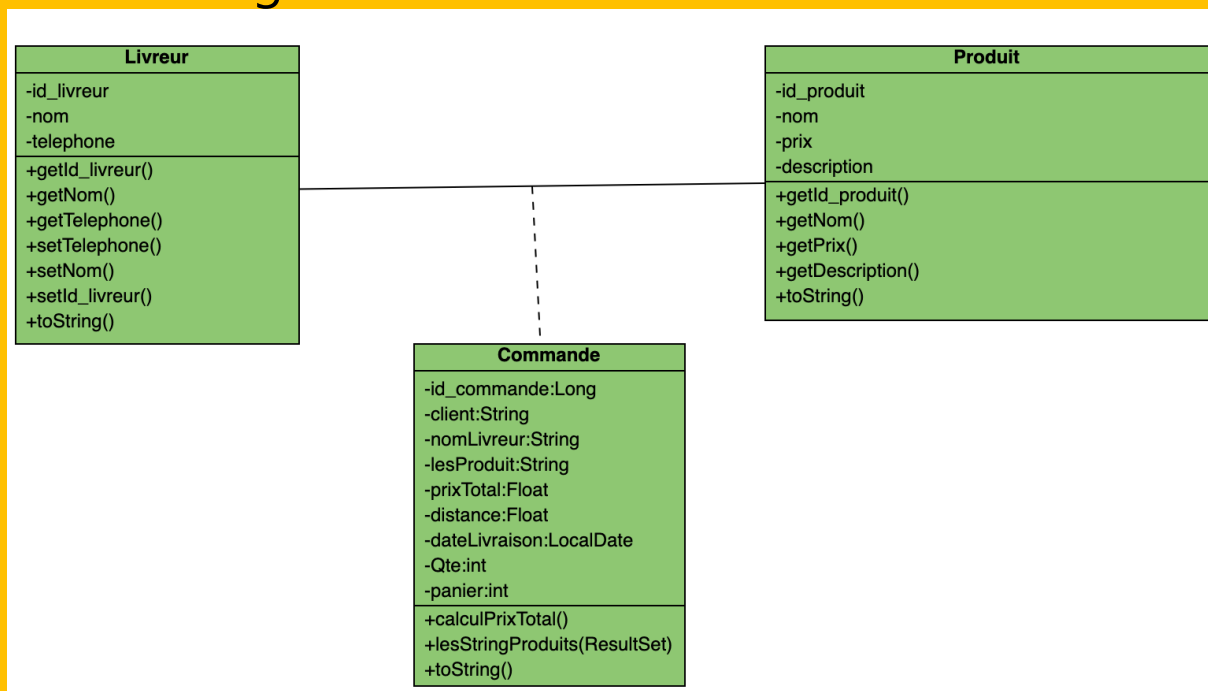 Livreur
-id_livreur
-nom
-telephone
+getId_livreur()
+getNom()
+getTelephone()
+setTelephone()
+setNom()
+setId_livreur()
+toString()
Produit
-id_produit
-nom
-prix
-description
+getId_produit()
+getNom()
+getPrix()
+getDescription()
+toString()
Commande
-id_commande:Long
-client:String
-nomLivreur:String
-lesProduit:String
-prixTotal:Float
-distance:Float
-dateLivraison:LocalDate
-Qte:int
-panier:int
+calculPrixTotal()
+lesStringProduits(ResultSet)
+toString()